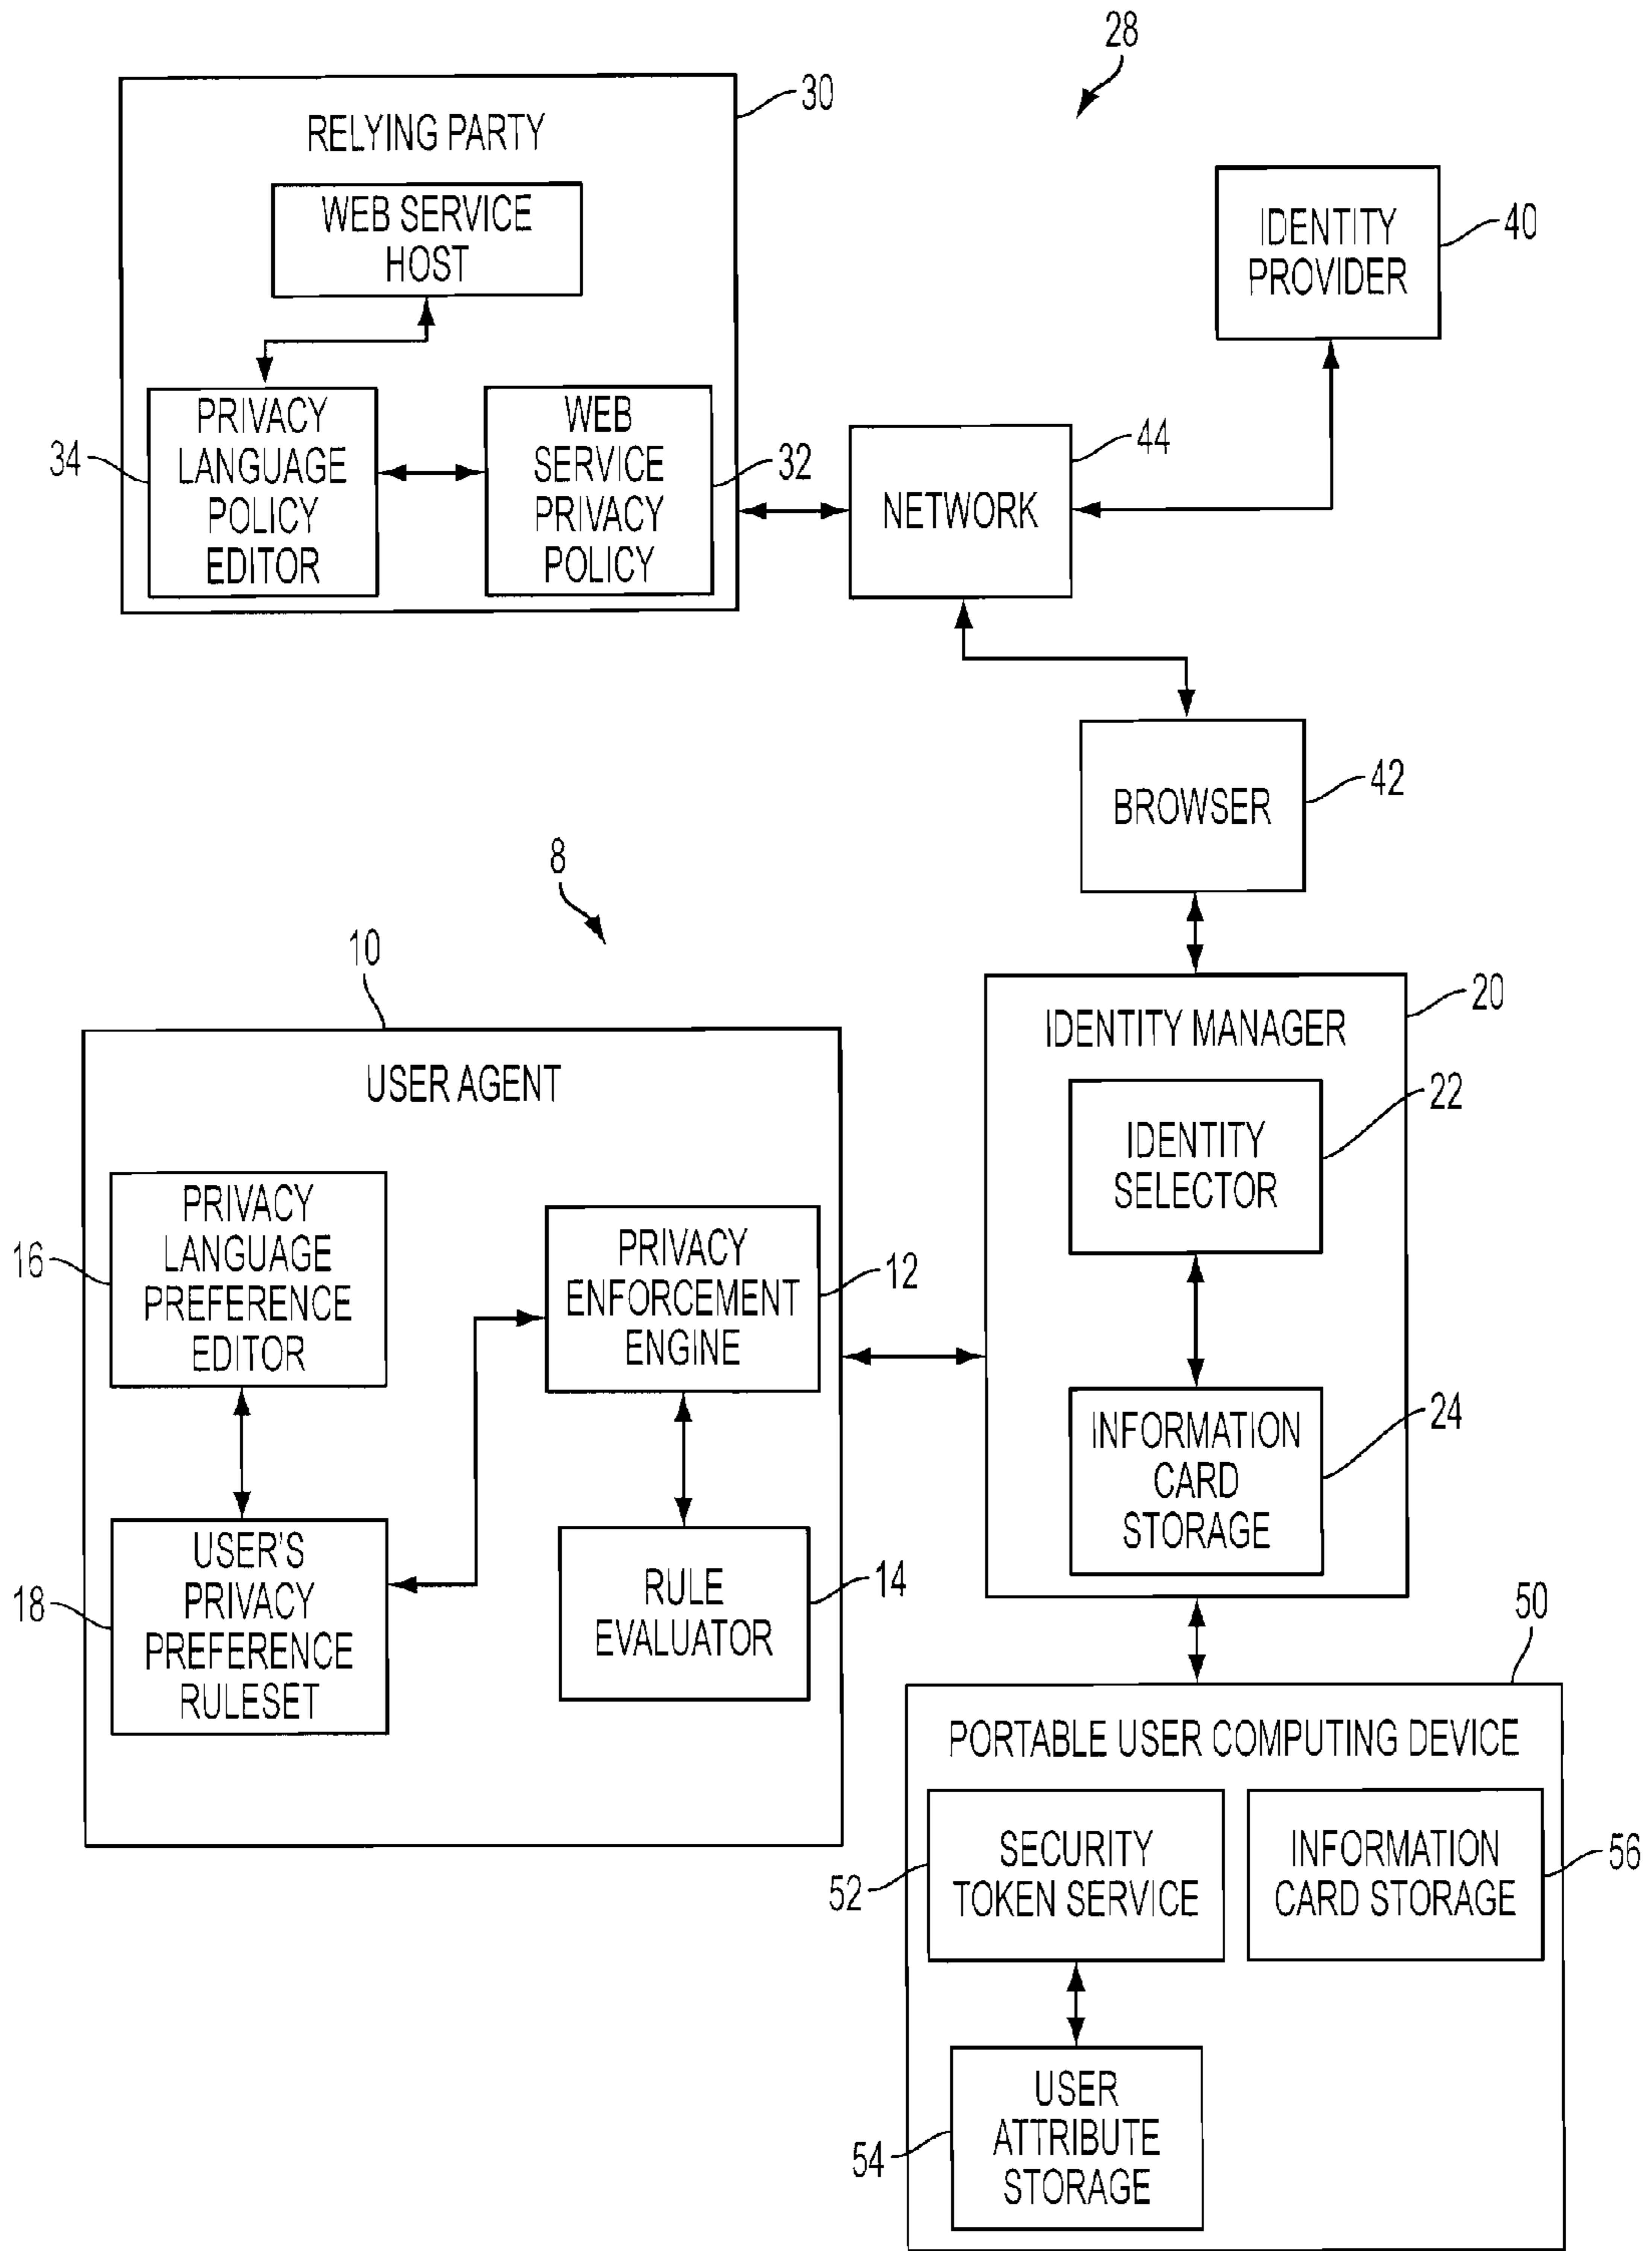 28
30
RELYING PARTY
WEB SERVICE
HOST
40
IDENTITY
PROVIDER
34
PRIVACY
LANGUAGE
POLICY
EDITOR
WEB
SERVICE
PRIVACY
POLICY
32
44
NETWORK
42
BROWSER
8
10
USER AGENT
20
IDENTITY MANAGER
22
IDENTITY
SELECTOR
16
PRIVACY
LANGUAGE
PREFERENCE
EDITOR
PRIVACY
ENFORCEMENT
ENGINE
12
24
INFORMATION
CARD
STORAGE
18
USER'S
PRIVACY
PREFERENCE
RULESET
RULE
EVALUATOR
14
50
PORTABLE USER COMPUTING DEVICE
52
SECURITY
TOKEN SERVICE
INFORMATION
CARD STORAGE
56
54
USER
ATTRIBUTE
STORAGE